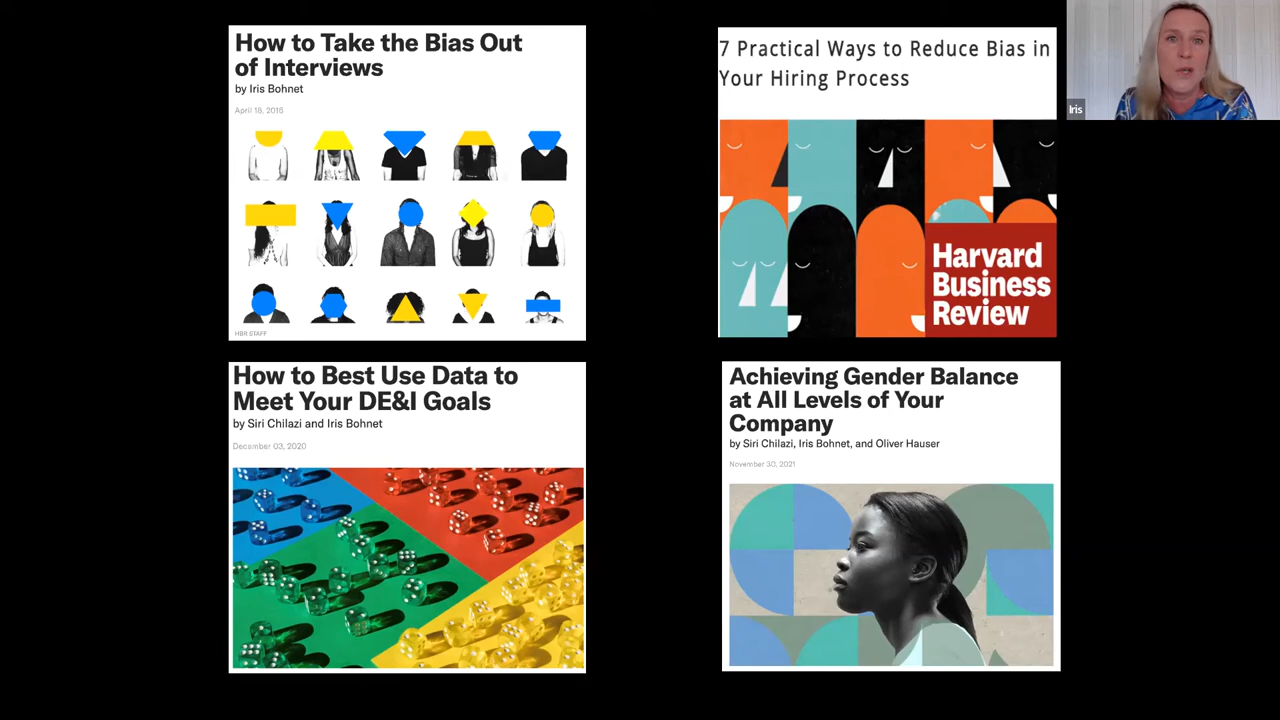 How to Take the Bias Out
of Interviews
by Iris Bohnet
April 18, 2016
HBR STAFF
7 Practical Ways to Reduce Bias in
Your Hiring Process
Harvard
Business
Review
Iris
How to Best Use Data to
Meet Your DE&I Goals
by Siri Chilazi and Iris Bohnet
December 03, 2020
Achieving Gender Balance
at All Levels of Your
Company
by Siri Chilazi, Iris Bohnet, and Oliver Hauser
November 30, 2021